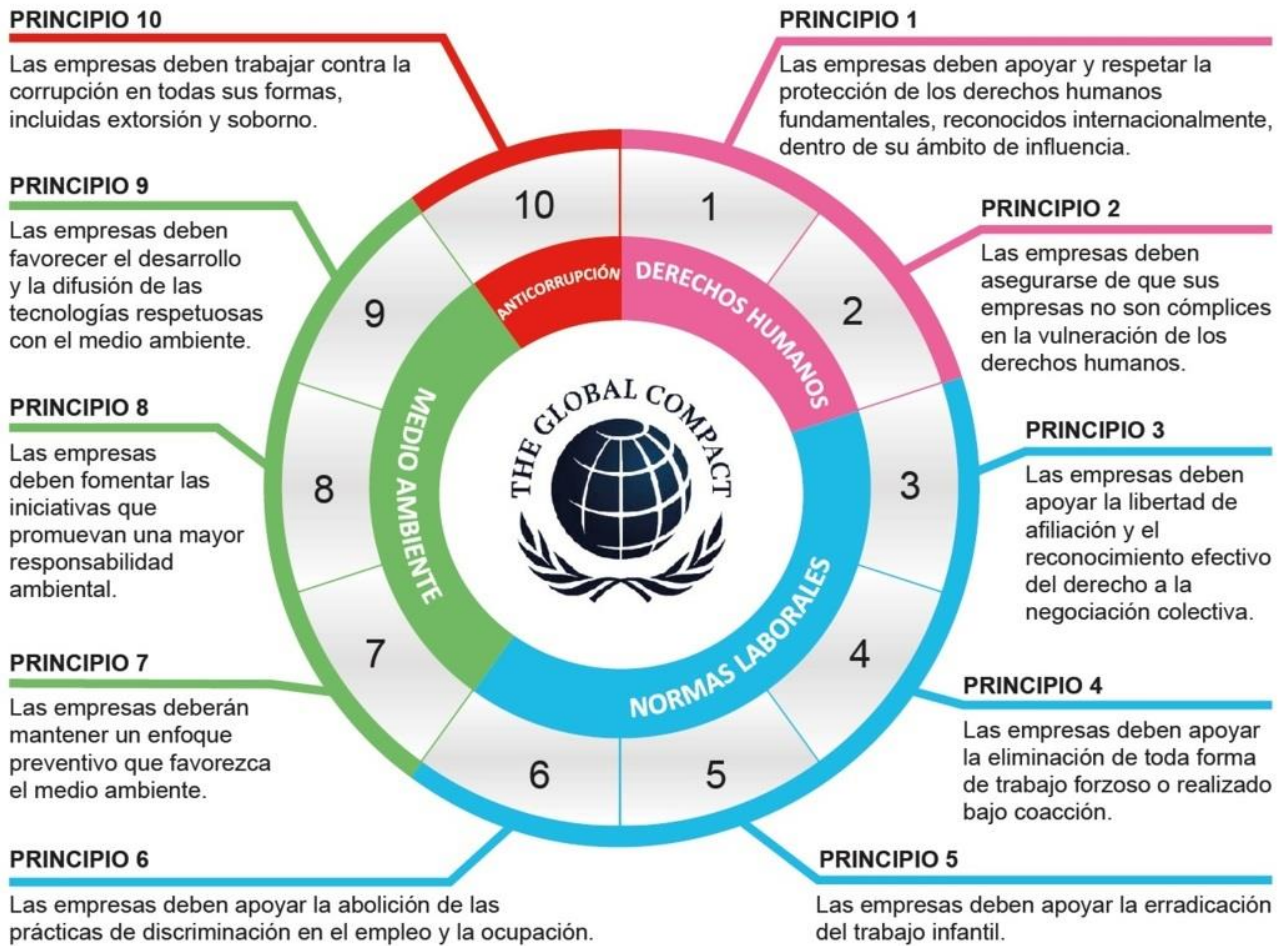 PRINCIPIO 10
Las empresas deben trabajar contra la
corrupción en todas sus formas,
incluidas extorsión y soborno.
PRINCIPIO 9
Las empresas deben
favorecer el desarrollo
y la difusión de las
tecnologías respetuosas
con el medio ambiente.
PRINCIPIO 8
Las empresas
deben fomentar las
iniciativas que
promuevan una mayor
responsabilidad
ambiental.
PRINCIPIO 7
Las empresas deberán
mantener un enfoque
preventivo que favorezca
el medio ambiente.
PRINCIPIO 6
Las empresas deben apoyar la abolición de las
prácticas de discriminación en el empleo y la ocupación.
PRINCIPIO 1
Las empresas deben apoyar y respetar la
protección de los derechos humanos
fundamentales, reconocidos internacionalmente,
dentro de su ámbito de influencia.
PRINCIPIO 2
Las empresas deben
asegurarse de que sus
empresas no son cómplices
en la vulneración de los
derechos humanos.
PRINCIPIO 3
Las empresas deben
apoyar la libertad de
afiliación y el
reconocimiento efectivo
del derecho a la
negociación colectiva.
PRINCIPIO 4
Las empresas deben apoyar
la eliminación de toda forma
de trabajo forzoso o realizado
bajo coacción.
PRINCIPIO 5
Las empresas deben apoyar la erradicación
del trabajo infantil.
10
1
2
3
4
5
6
7
8
9
ANTICORRUPCIÓN
DERECHOS HUMANOS
NORMAS LABORALES
MEDIO AMBIENTE
THE GLOBAL COMPACT